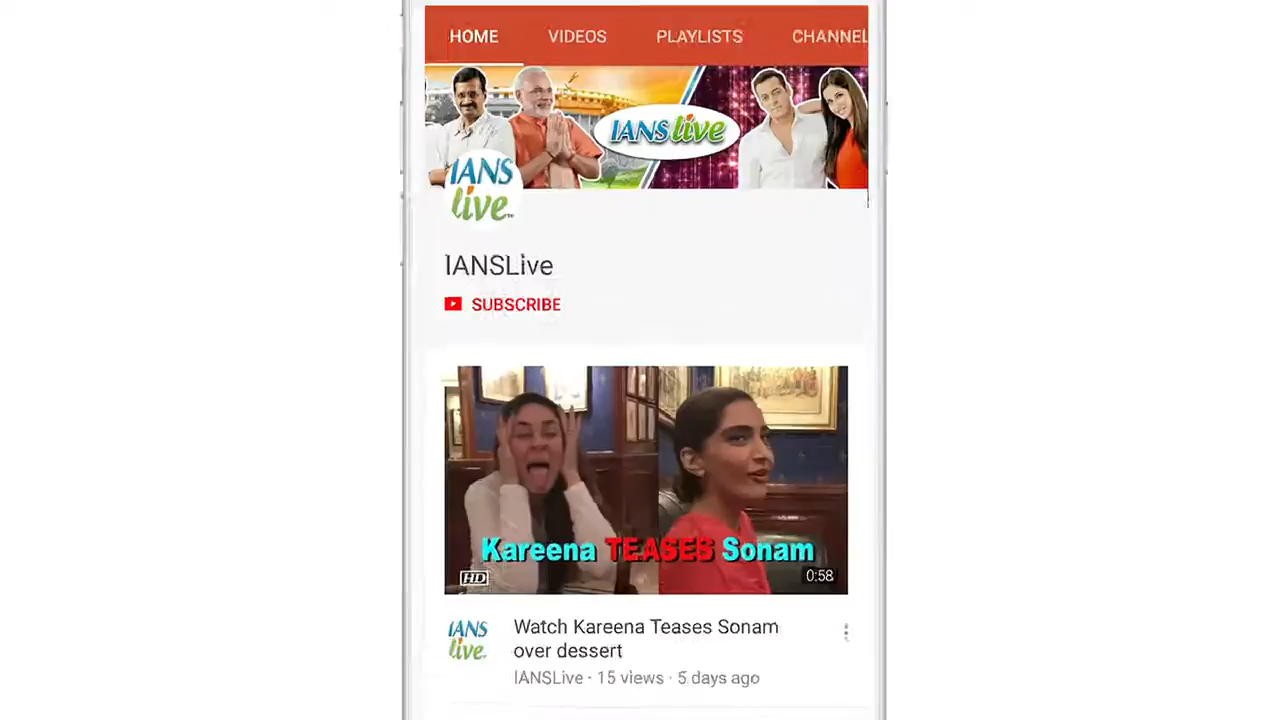 HOME VIDEOS PLAYLISTS CHANNEL
IANS live
IANS
live
IANSLive
SUBSCRIBE
Kareena TEASES Sonam
HD
0:58
IANS
live
Watch Kareena Teases Sonam
over dessert
IANSLive · 15 views · 5 days ago